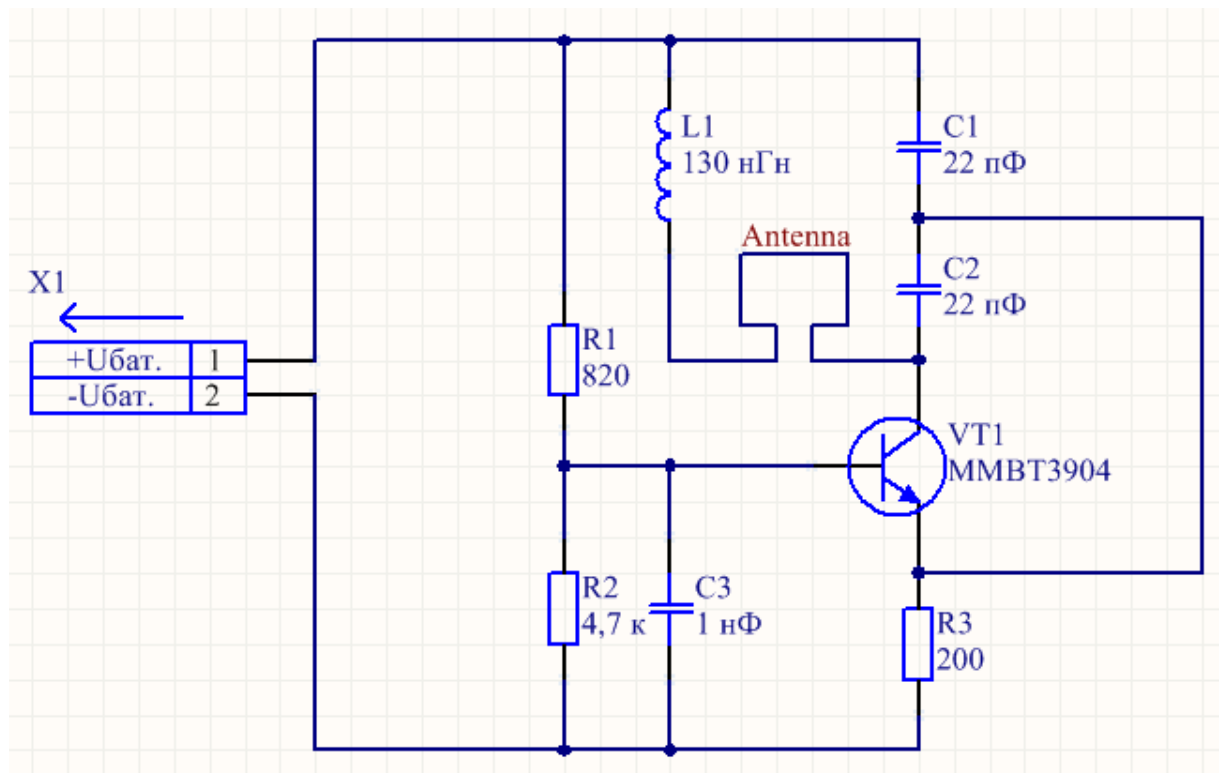 L1
130 нГн
C1
22 пФ
Antenna
C2
22 пФ
X1
+Uбат. 1
-Uбат. 2
R1
820
VT1
MMBT3904
R2
4,7 к
C3
1 нФ
R3
200